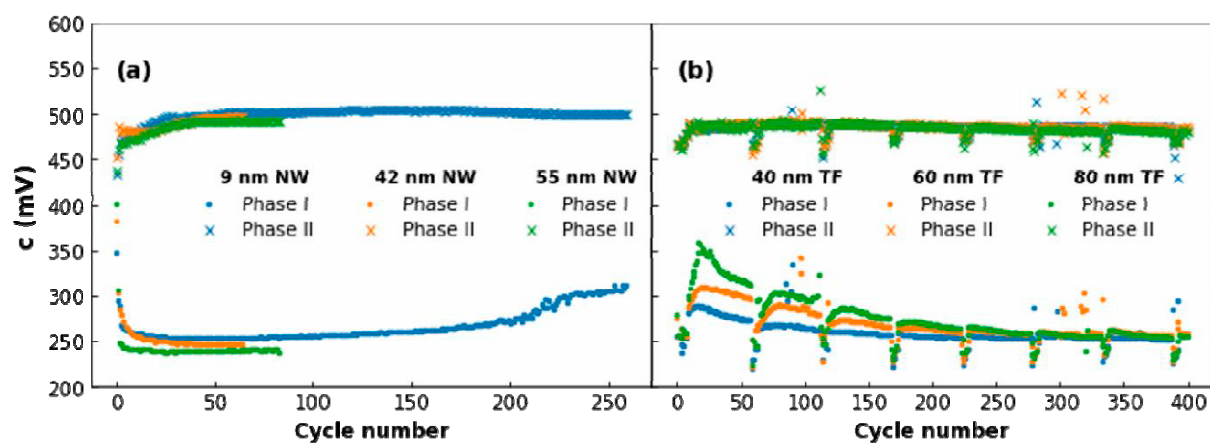 600
550
500
450
400
350
300
250
200
c (mV)
(a)
9 nm NW 42 nm NW 55 nm NW
Phase I Phase I Phase I
Phase II Phase II Phase II
0 50 100 150 200 250
Cycle number
(b)
40 nm TF 60 nm TF 80 nm TF
Phase I Phase I Phase I
Phase II Phase II Phase II
0 50 100 150 200 250 300 350 400
Cycle number